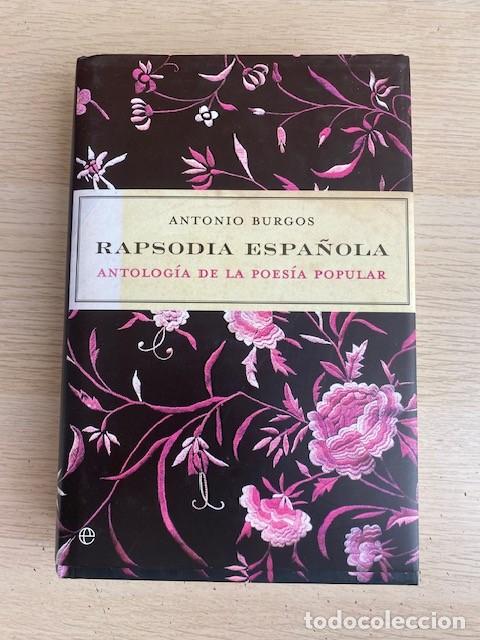 ANTONIO BURGOS
RAPSODIA ESPAÑOLA
ANTOLOGÍA DE LA POESÍA POPULAR
e
todocoleccion